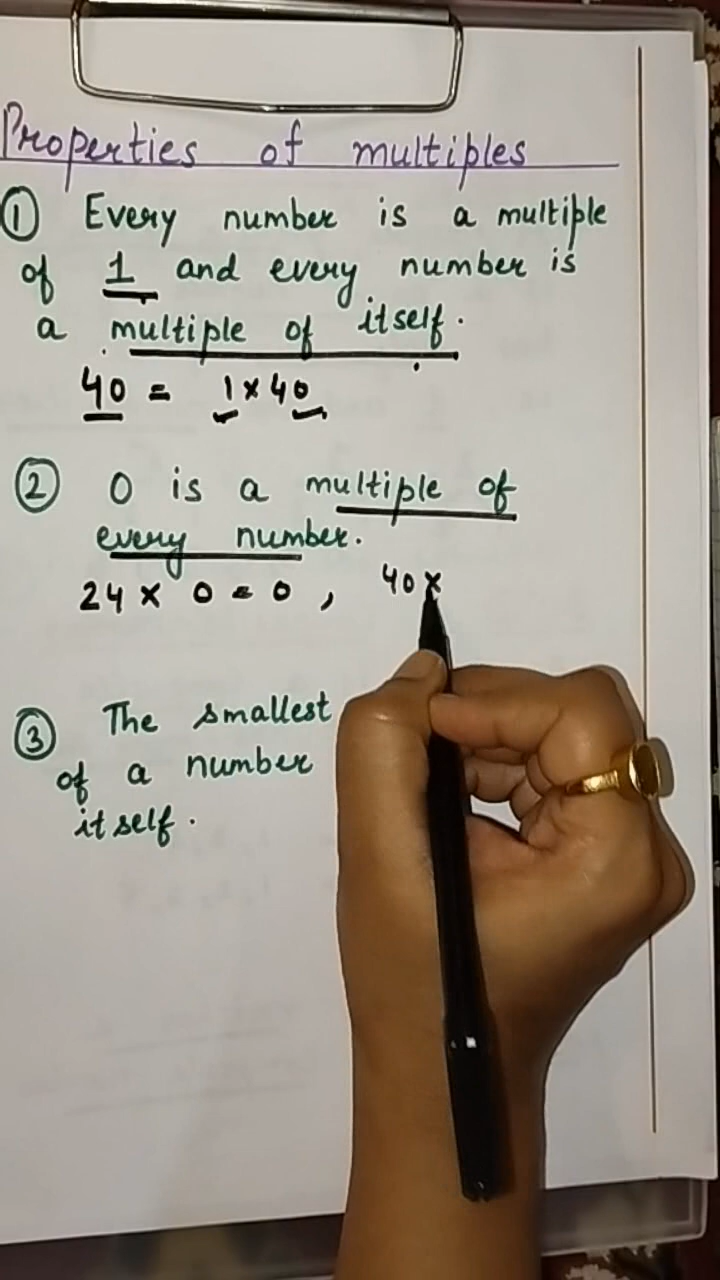 Properties of multiples
① Every number is a multiple
of 1 and every number is
a multiple of itself.
40 = 1 x 40
② 0 is a multiple of
every number.
24 x 0 = 0 , 40 x
③ The smallest
of a number
itself.